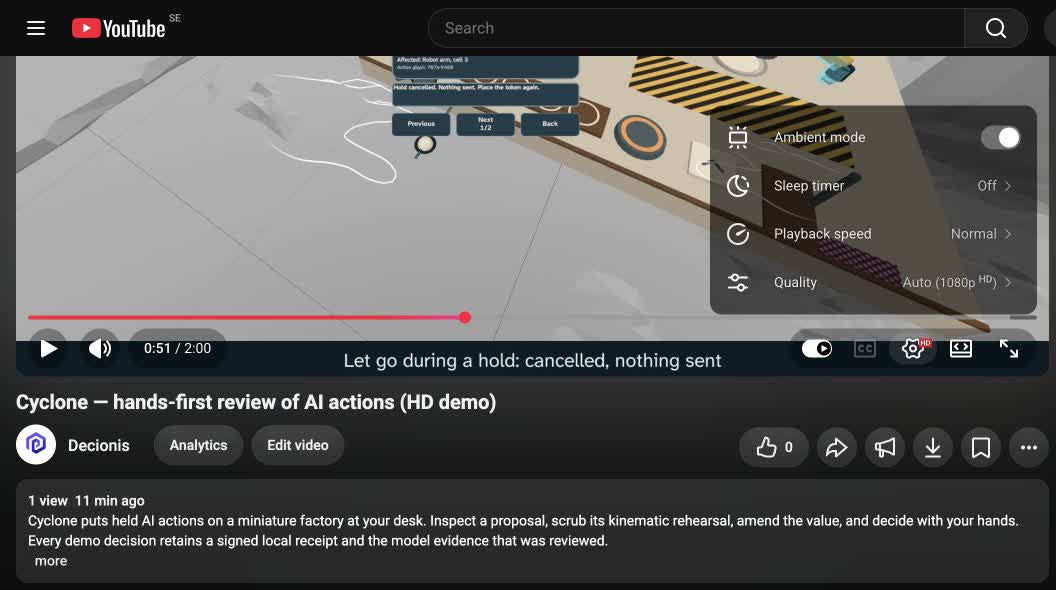 YouTube SE
Search
Affected: Robot arm, cell 3
Action glyph: 787e-9468
Hold cancelled. Nothing sent. Place the token again.
Previous
Next
1/2
Back
Ambient mode
Sleep timer Off
Playback speed Normal
Quality Auto (1080p HD)
0:51 / 2:00
CC
HD
Let go during a hold: cancelled, nothing sent
Cyclone — hands-first review of AI actions (HD demo)
Decionis
Analytics
Edit video
0
1 view 11 min ago
Cyclone puts held AI actions on a miniature factory at your desk. Inspect a proposal, scrub its kinematic rehearsal, amend the value, and decide with your hands.
Every demo decision retains a signed local receipt and the model evidence that was reviewed.
more